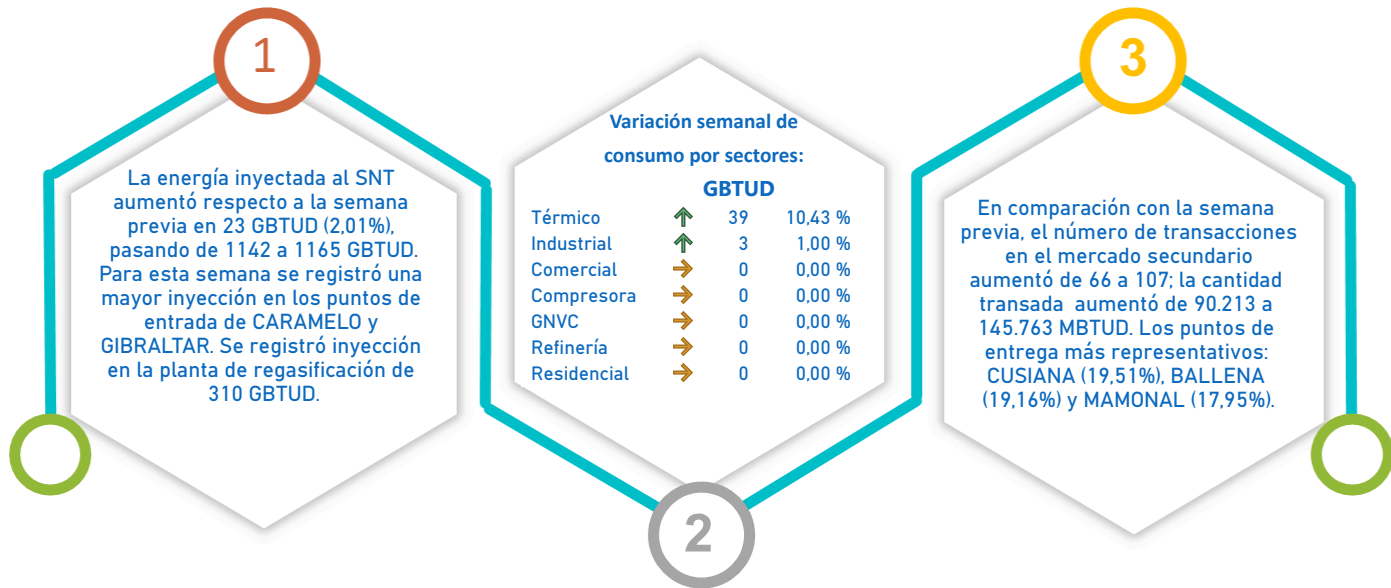 1
La energía inyectada al SNT
aumentó respecto a la semana
previa en 23 GBTUD (2,01%),
pasando de 1142 a 1165 GBTUD.
Para esta semana se registró una
mayor inyección en los puntos de
entrada de CARAMELO y
GIBRALTAR. Se registró inyección
en la planta de regasificación de
310 GBTUD.
Variación semanal de
consumo por sectores:
GBTUD
Térmico 39 10,43 %
Industrial 3 1,00 %
Comercial 0 0,00 %
Compresora 0 0,00 %
GNVC 0 0,00 %
Refinería 0 0,00 %
Residencial 0 0,00 %
2
3
En comparación con la semana
previa, el número de transacciones
en el mercado secundario
aumentó de 66 a 107; la cantidad
transada aumentó de 90.213 a
145.763 MBTUD. Los puntos de
entrega más representativos:
CUSIANA (19,51%), BALLENA
(19,16%) y MAMONAL (17,95%).